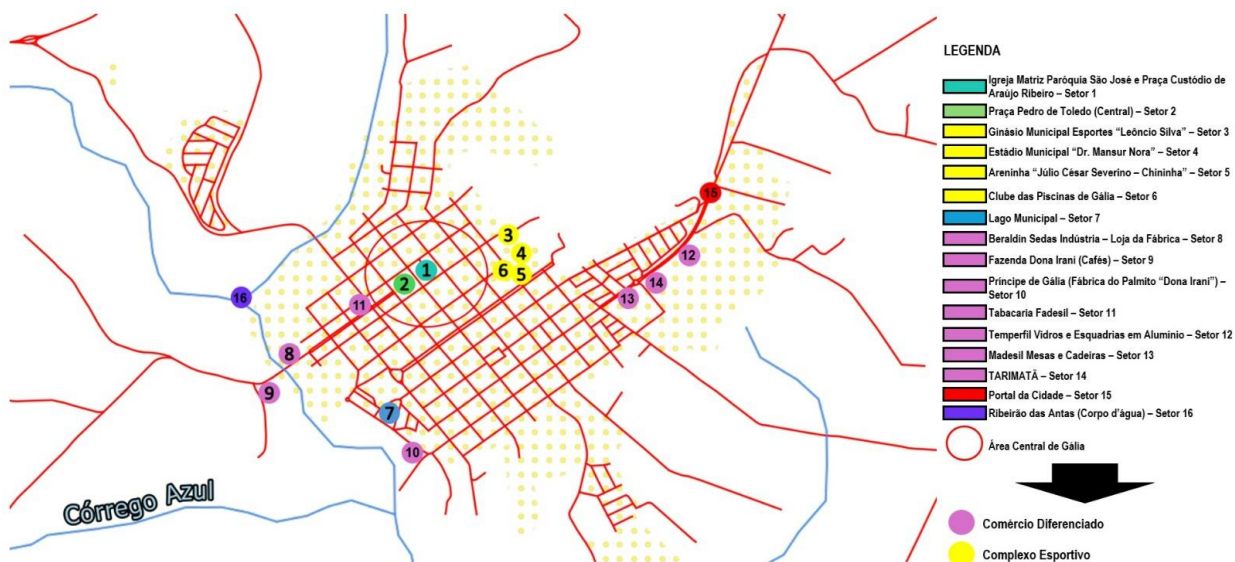 LEGENDA
Igreja Matriz Paróquia São José e Praça Custódio de
Araújo Ribeiro – Setor 1
Praça Pedro de Toledo (Central) – Setor 2
Ginásio Municipal Esportes “Leôncio Silva” – Setor 3
Estádio Municipal “Dr. Mansur Nora” – Setor 4
Areninha “Júlio César Severino – Chininha” – Setor 5
Clube das Piscinas de Gália – Setor 6
Lago Municipal – Setor 7
Beraldin Sedas Indústria – Loja da Fábrica – Setor 8
Fazenda Dona Irani (Cafés) – Setor 9
Príncipe de Gália (Fábrica do Palmito “Dona Irani”) –
Setor 10
Tabacaria Fadesil – Setor 11
Temperfil Vidros e Esquadrias em Alumínio – Setor 12
Madesil Mesas e Cadeiras – Setor 13
TARIMATÃ – Setor 14
Portal da Cidade – Setor 15
Ribeirão das Antas (Corpo d'água) – Setor 16
Área Central de Gália
Comércio Diferenciado
Complexo Esportivo
15
3
4
12
1
6
5
2
14
16
11
13
8
9
7
10
Córrego Azul